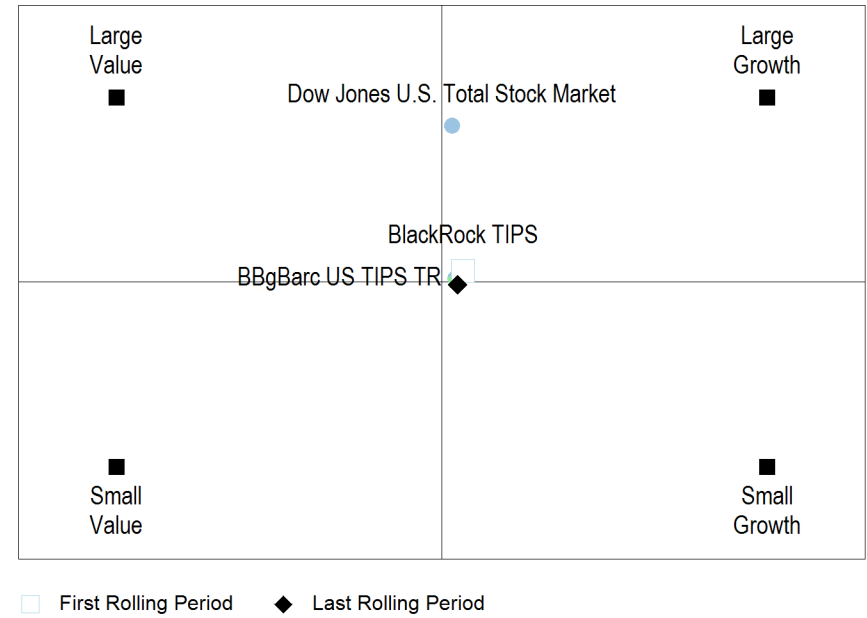 Large
Value
Large
Growth
Dow Jones U.S. Total Stock Market
BlackRock TIPS
BBgBarc US TIPS TR
Small
Value
Small
Growth
First Rolling Period
Last Rolling Period